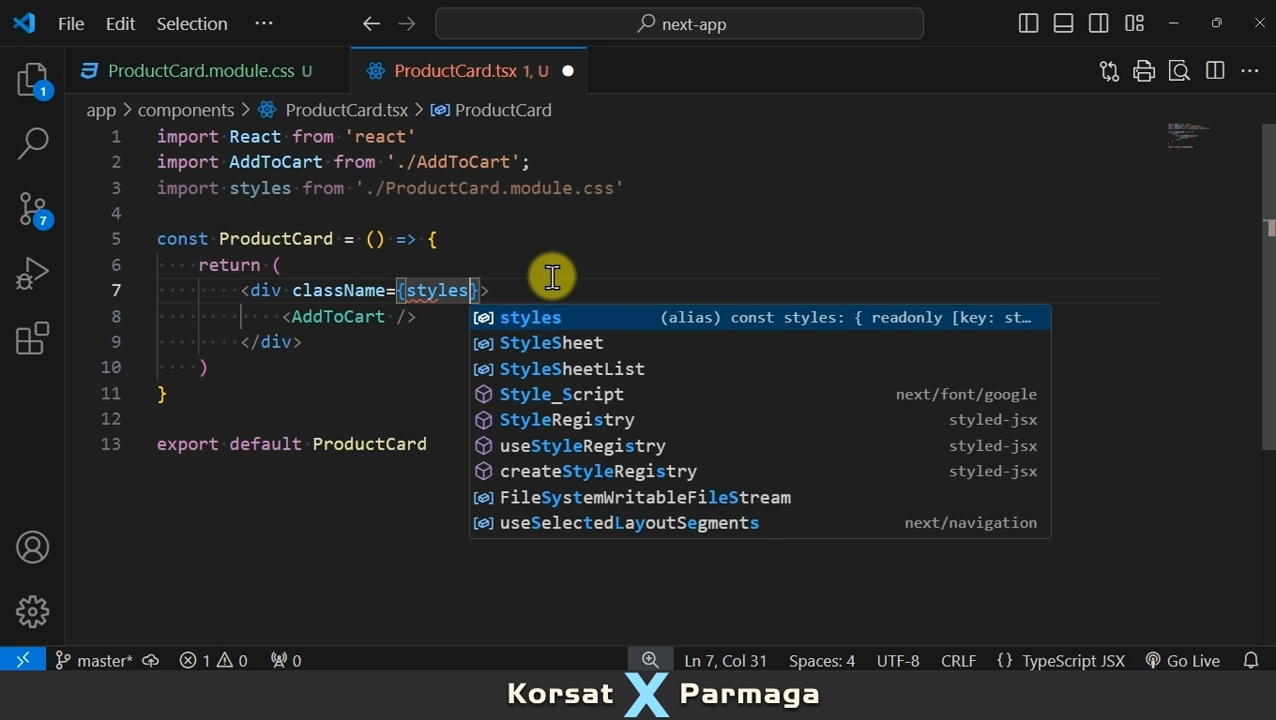 File Edit Selection ··· next-app
ProductCard.module.css U ProductCard.tsx 1, U
app > components > ProductCard.tsx > ProductCard
1 import React from 'react'
2 import AddToCart from './AddToCart';
3 import styles from './ProductCard.module.css'
4
5 const ProductCard = () => {
6 return (
7 <div className={styles}>
8 <AddToCart />
9 </div>
10 )
11 }
12
13 export default ProductCard
styles (alias) const styles: { readonly [key: st...
StyleSheet
StyleSheetList
Style_Script next/font/google
StyleRegistry styled-jsx
useStyleRegistry styled-jsx
createStyleRegistry styled-jsx
FileSystemWritableFileStream
useSelectedLayoutSegments next/navigation
1
7
master* 1 0 0 Ln 7, Col 31 Spaces: 4 UTF-8 CRLF {} TypeScript JSX Go Live
Korsat X Parmaga